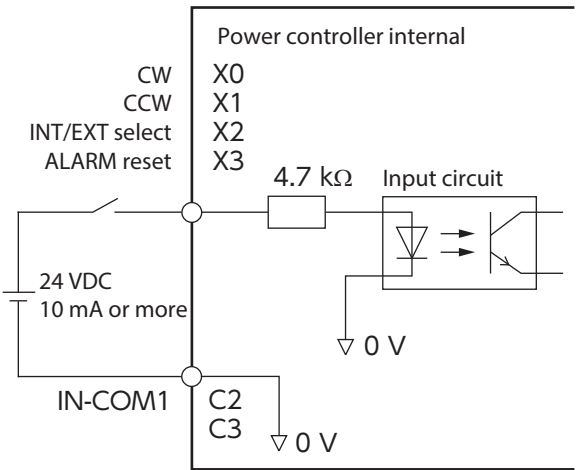 Power controller internal
CW X0
CCW X1
INT/EXT select X2
ALARM reset X3
4.7 kΩ
Input circuit
24 VDC
10 mA or more
0 V
IN-COM1 C2
C3
0 V